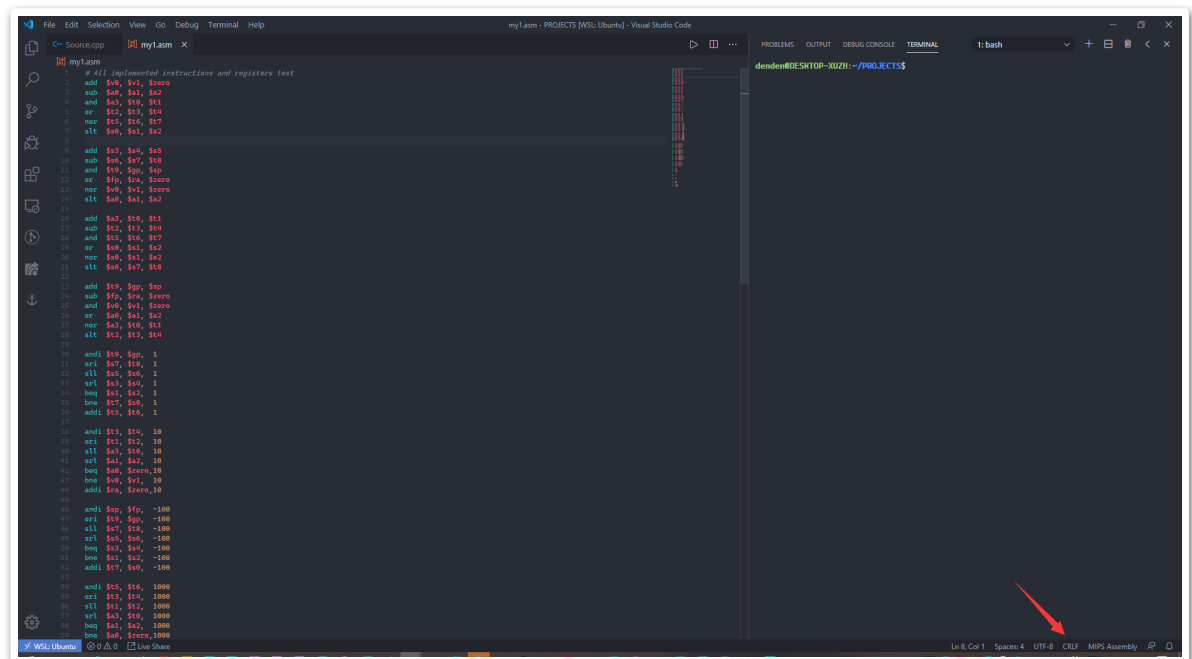 File Edit Selection View Go Debug Terminal Help
my1.asm - PROJECTS [WSL: Ubuntu] - Visual Studio Code
Source.cpp
my1.asm
PROBLEMS OUTPUT DEBUG CONSOLE TERMINAL
1: bash
my1.asm
denden@DESKTOP-XUZH:~/PROJECTS$
1 # All implemented instructions and registers test
2 add $v0, $v1, $zero
3 sub $a0, $a1, $a2
4 and $a3, $t0, $t1
5 or $t2, $t3, $t4
6 nor $t5, $t6, $t7
7 slt $s0, $s1, $s2
8
9 add $s3, $s4, $s5
10 sub $s6, $s7, $t8
11 and $t9, $gp, $sp
12 or $fp, $ra, $zero
13 nor $v0, $v1, $zero
14 slt $a0, $a1, $a2
15
16 add $a3, $t0, $t1
17 sub $t2, $t3, $t4
18 and $t5, $t6, $t7
19 or $s0, $s1, $s2
20 nor $s0, $s1, $s2
21 slt $s6, $s7, $t8
22
23 add $t9, $gp, $sp
24 sub $fp, $ra, $zero
25 and $v0, $v1, $zero
26 or $a0, $a1, $a2
27 nor $a3, $t0, $t1
28 slt $t2, $t3, $t4
29
30 andi $t9, $gp, 1
31 ori $s7, $t8, 1
32 sll $s5, $s6, 1
33 srl $s3, $s4, 1
34 beq $s1, $s2, 1
35 bne $t7, $s0, 1
36 addi $t5, $t6, 1
37
38 andi $t3, $t4, 10
39 ori $t1, $t2, 10
40 sll $a3, $t0, 10
41 srl $a1, $a2, 10
42 beq $a0, $zero,10
43 bne $v0, $v1, 10
44 addi $ra, $zero,10
45
46 andi $sp, $fp, -100
47 ori $t9, $gp, -100
48 sll $s7, $t8, -100
49 srl $s5, $s6, -100
50 beq $s3, $s4, -100
51 bne $s1, $s2, -100
52 addi $t7, $s0, -100
53
54 andi $t5, $t6, 1000
55 ori $t3, $t4, 1000
56 sll $t1, $t2, 1000
57 srl $a3, $t0, 1000
58 beq $a1, $a2, 1000
59 bne $a0, $zero,1000
WSL: Ubuntu 0 0 Live Share
Ln 8, Col 1 Spaces: 4 UTF-8 CRLF MIPS Assembly